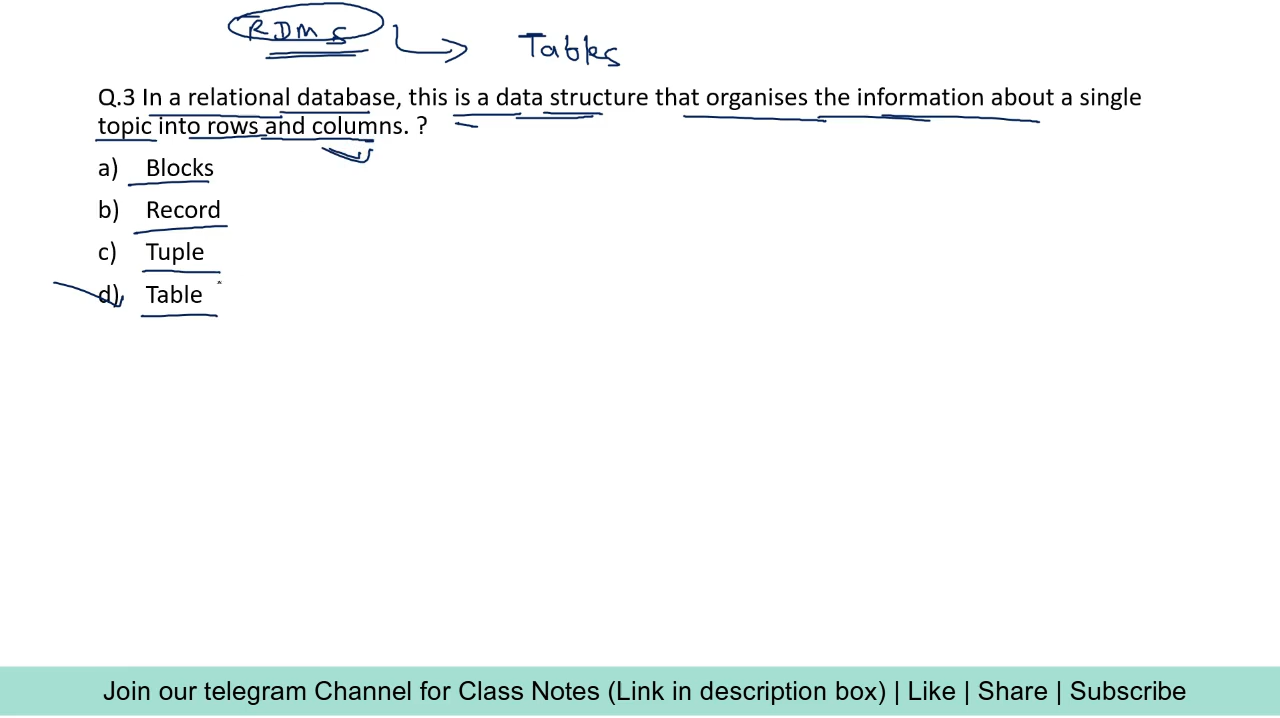 RDMS Tables
Q.3 In a relational database, this is a data structure that organises the information about a single
topic into rows and columns. ?
a) Blocks
b) Record
c) Tuple
d) Table
Join our telegram Channel for Class Notes (Link in description box) | Like | Share | Subscribe